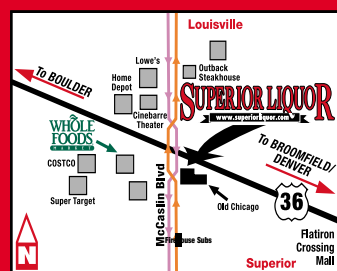 Louisville
Lowe's
Outback
Steakhouse
To BOULDER
Home
Depot
Cinebarre
Theater
SUPERIOR LIQUOR
www.superiorliquor.com
WHOLE
FOODS
MARKET
COSTCO
Super Target
McCaslin Blvd
To BROOMFIELD/
DENVER
Old Chicago
36
Firehouse Subs
Flatiron
Crossing
Mall
Superior
N